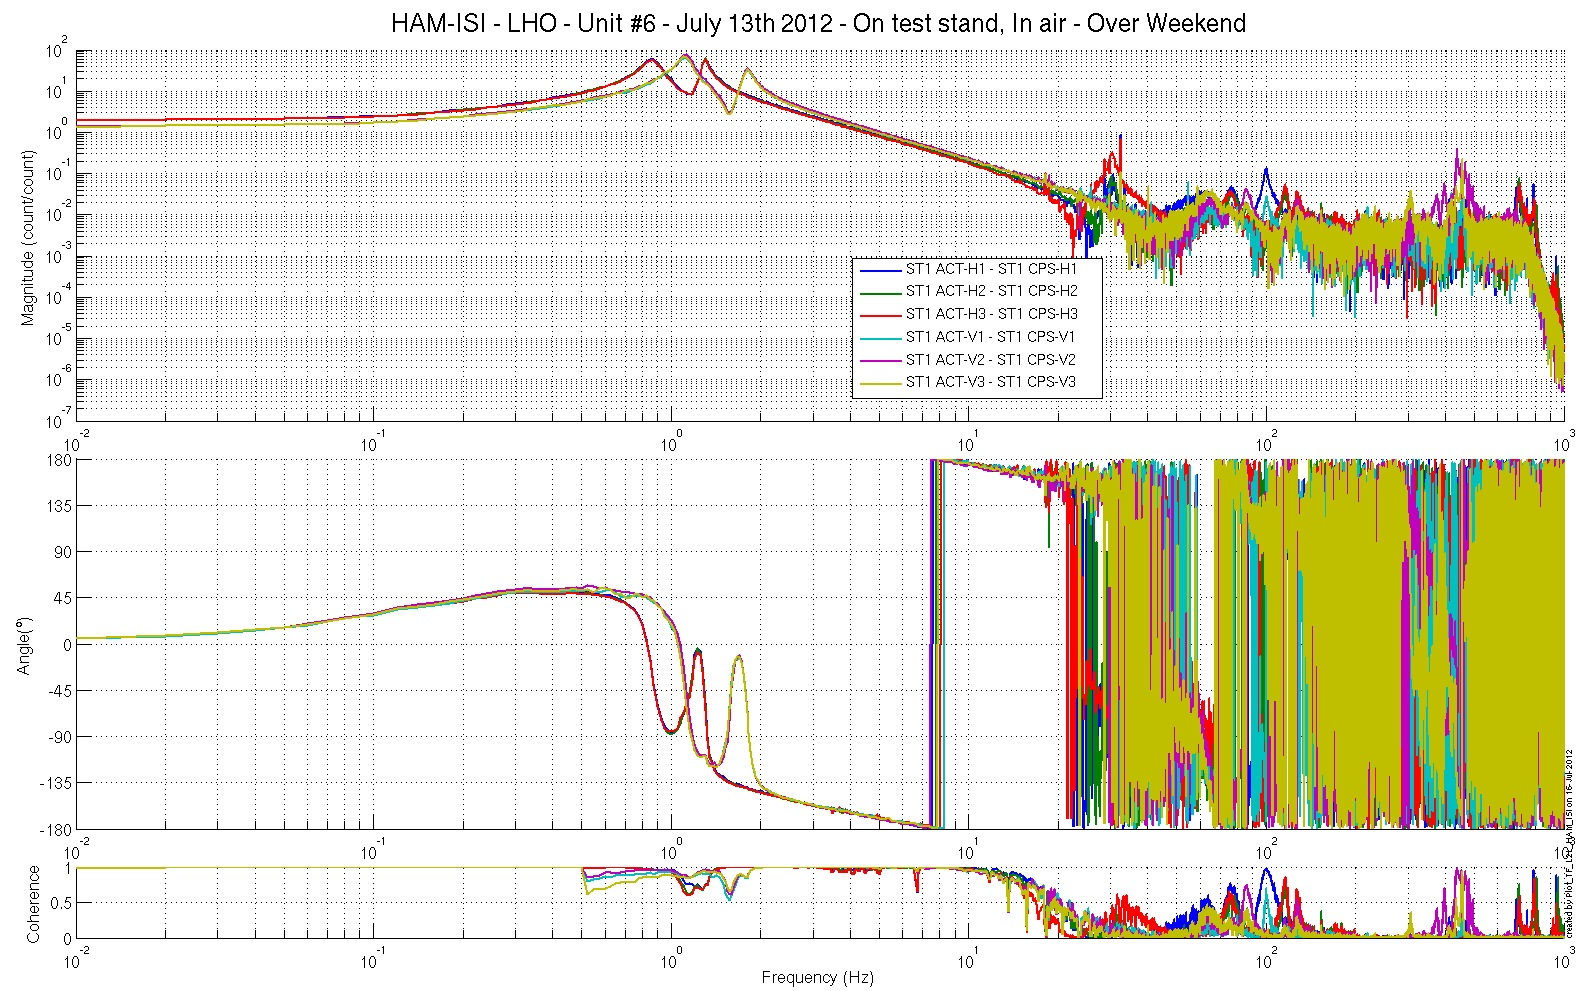 HAM-ISI - LHO - Unit #6 - July 13th 2012 - On test stand, In air - Over Weekend
Magnitude (count/count)
10^2
10^1
10^0
10^-1
10^-2
10^-3
10^-4
10^-5
10^-6
10^-7
ST1 ACT-H1 - ST1 CPS-H1
ST1 ACT-H2 - ST1 CPS-H2
ST1 ACT-H3 - ST1 CPS-H3
ST1 ACT-V1 - ST1 CPS-V1
ST1 ACT-V2 - ST1 CPS-V2
ST1 ACT-V3 - ST1 CPS-V3
10^-2 10^-1 10^0 10^1 10^2 10^3
Angle(°)
180
135
90
45
0
-45
-90
-135
-180
10^-2 10^-1 10^0 10^1 10^2
Coherence
1
0.5
0
10^-2 10^-1 10^0 10^1 10^2 10^3
Frequency (Hz)
on 16-Jul-2012